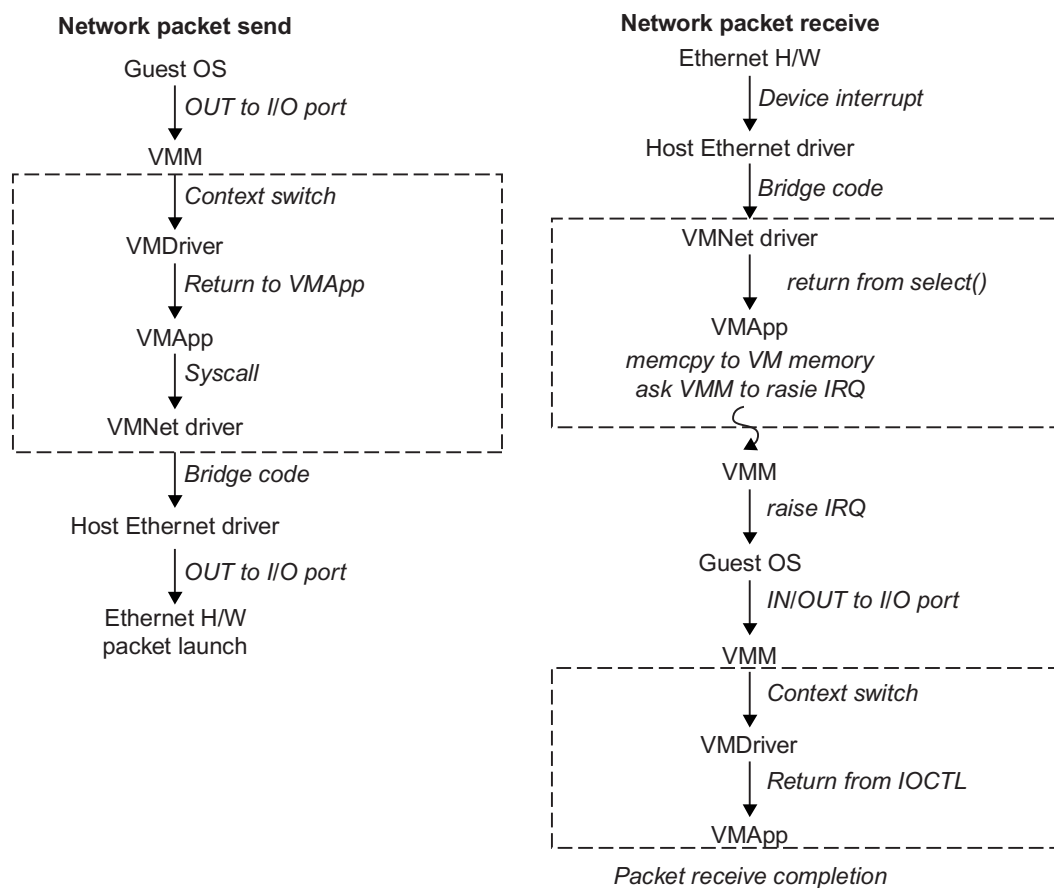 Network packet send
Guest OS
OUT to I/O port
VMM
Context switch
VMDriver
Return to VMApp
VMApp
Syscall
VMNet driver
Bridge code
Host Ethernet driver
OUT to I/O port
Ethernet H/W
packet launch
Network packet receive
Ethernet H/W
Device interrupt
Host Ethernet driver
Bridge code
VMNet driver
return from select()
VMApp
memcpy to VM memory
ask VMM to rasie IRQ
VMM
raise IRQ
Guest OS
IN/OUT to I/O port
VMM
Context switch
VMDriver
Return from IOCTL
VMApp
Packet receive completion